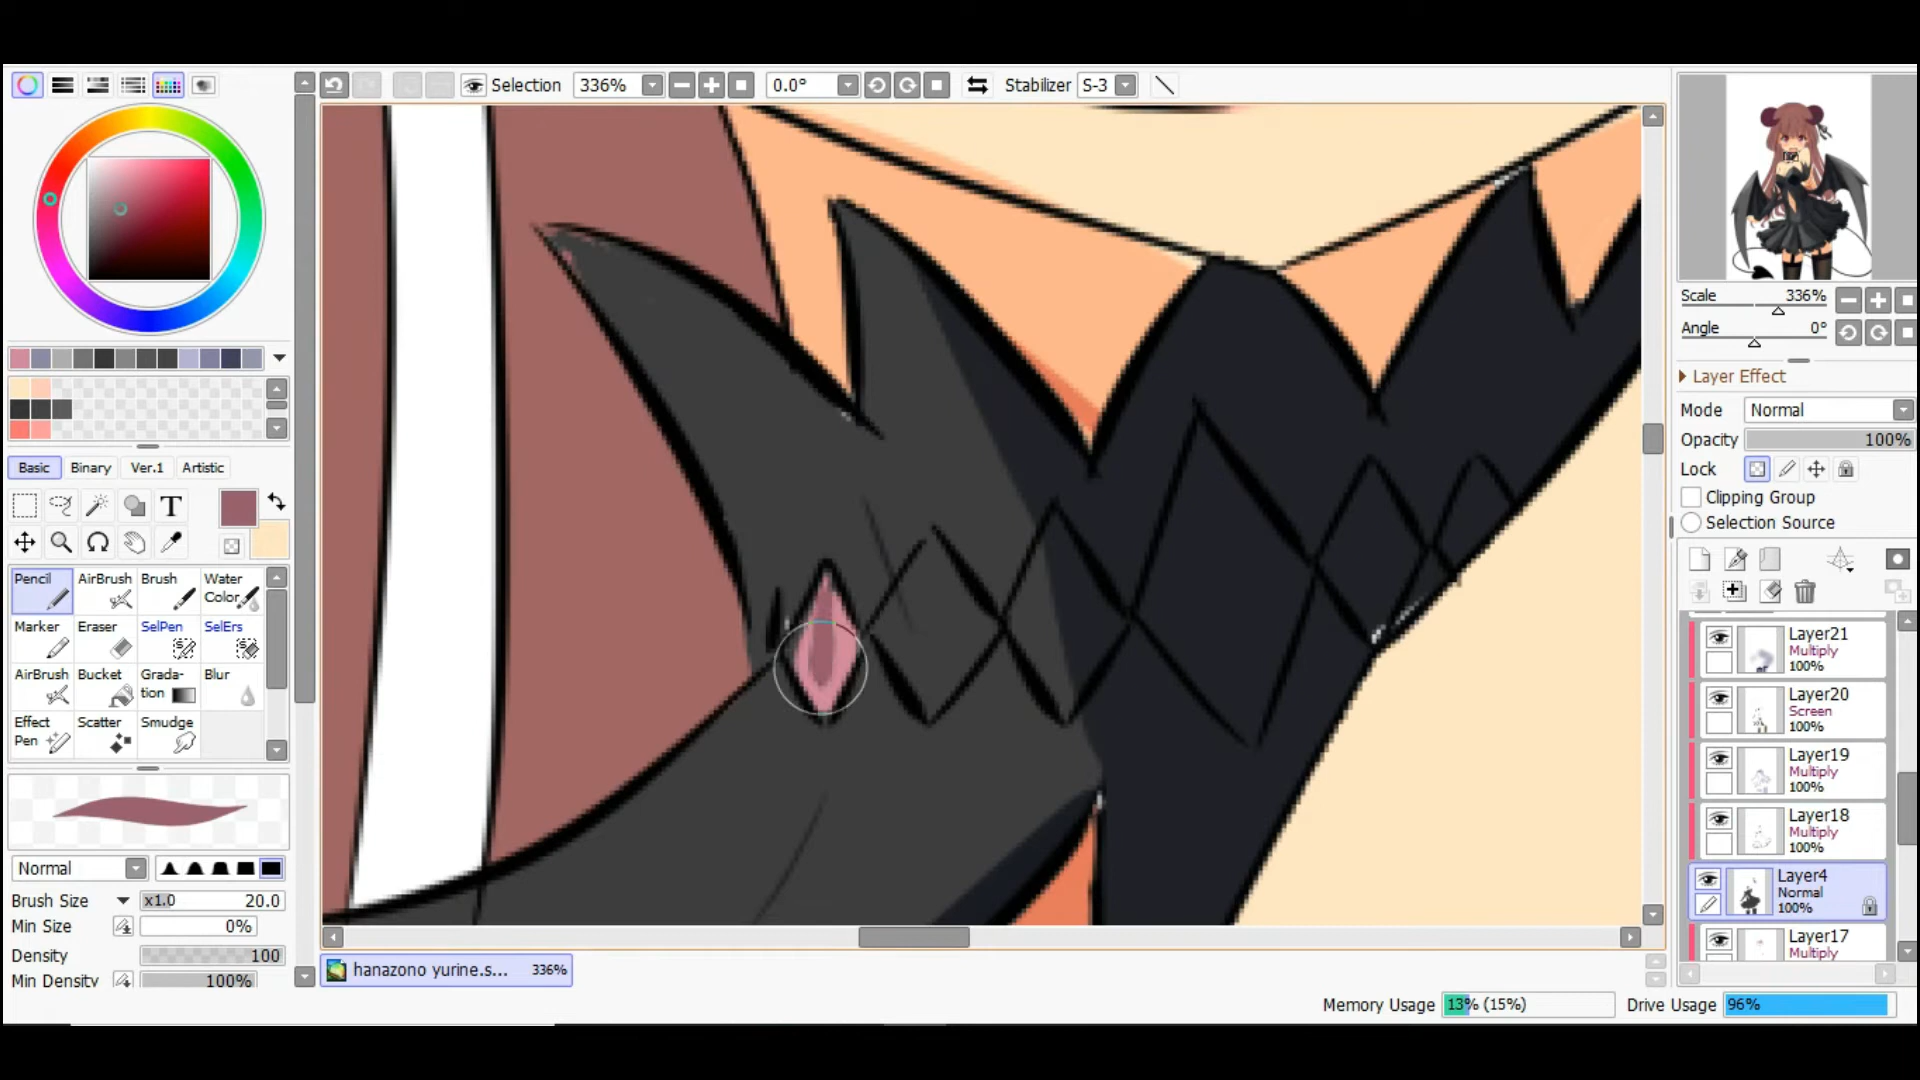 Selection 336% 0.0° Stabilizer S-3
Scale 336%
Angle 0°
Layer Effect
Mode Normal
Opacity 100%
Lock
Clipping Group
Selection Source
Basic Binary Ver.1 Artistic
T
Pencil AirBrush Brush Water Color
Marker Eraser SelPen SelErs
AirBrush Bucket Grada-tion Blur
Effect Pen Scatter Smudge
Normal
Brush Size x1.0 20.0
Min Size 0%
Density 100
Min Density 100%
Layer21
Multiply
100%
Layer20
Screen
100%
Layer19
Multiply
100%
Layer18
Multiply
100%
Layer4
Normal
100%
Layer17
Multiply
hanazono yurine.s... 336%
Memory Usage 13% (15%) Drive Usage 96%